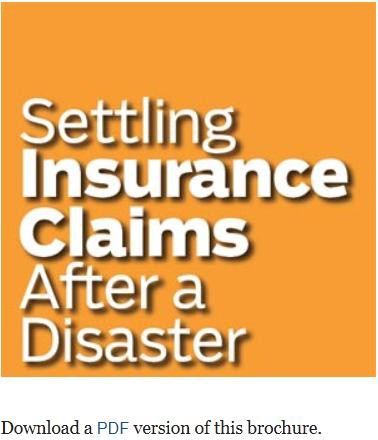 Settling
Insurance
Claims
After a
Disaster
Download a PDF version of this brochure.